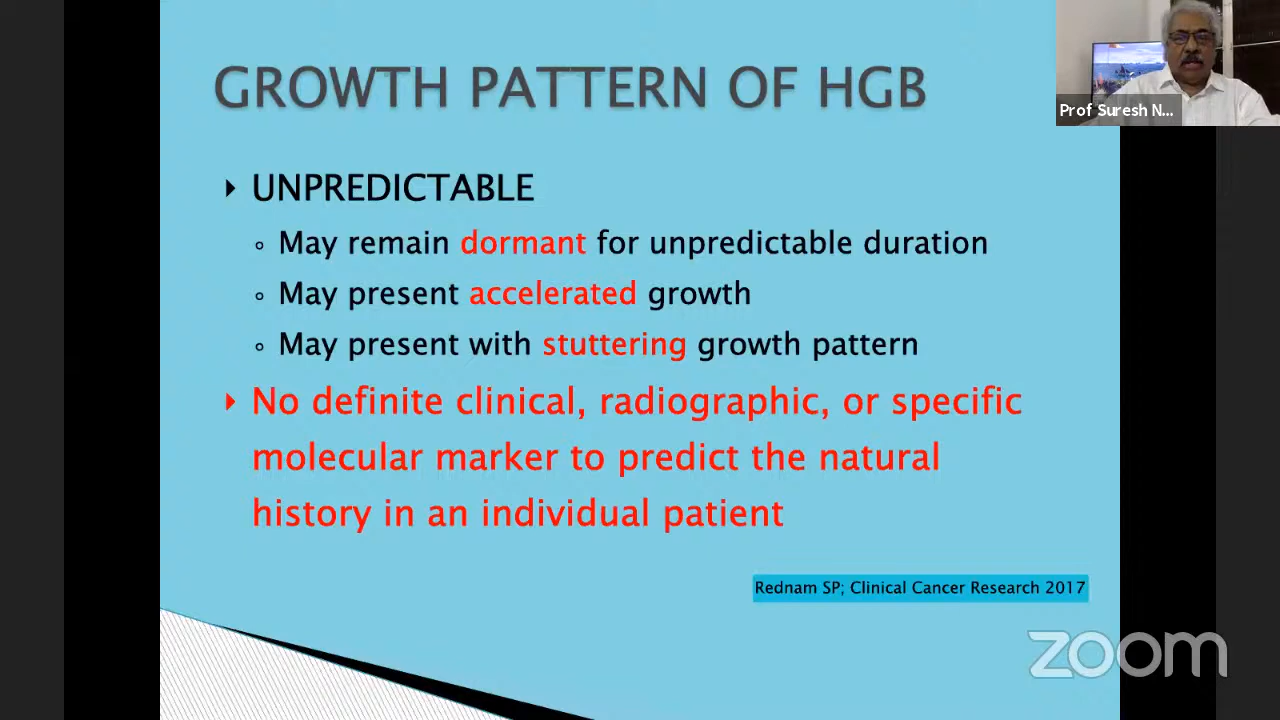 GROWTH PATTERN OF HGB
Prof Suresh N...
UNPREDICTABLE
May remain dormant for unpredictable duration
May present accelerated growth
May present with stuttering growth pattern
No definite clinical, radiographic, or specific
molecular marker to predict the natural
history in an individual patient
Rednam SP; Clinical Cancer Research 2017
zoom